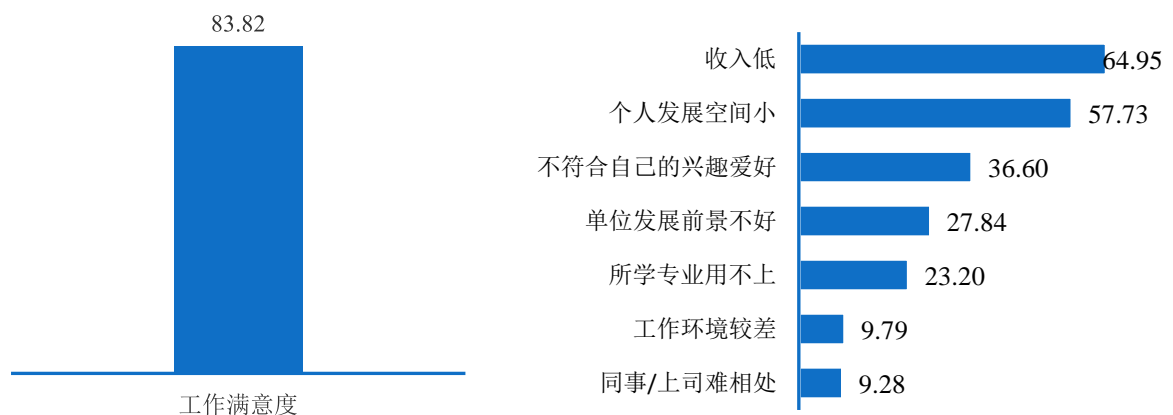 83.82
工作满意度
收入低 64.95
个人发展空间小 57.73
不符合自己的兴趣爱好 36.60
单位发展前景不好 27.84
所学专业用不上 23.20
工作环境较差 9.79
同事/上司难相处 9.28